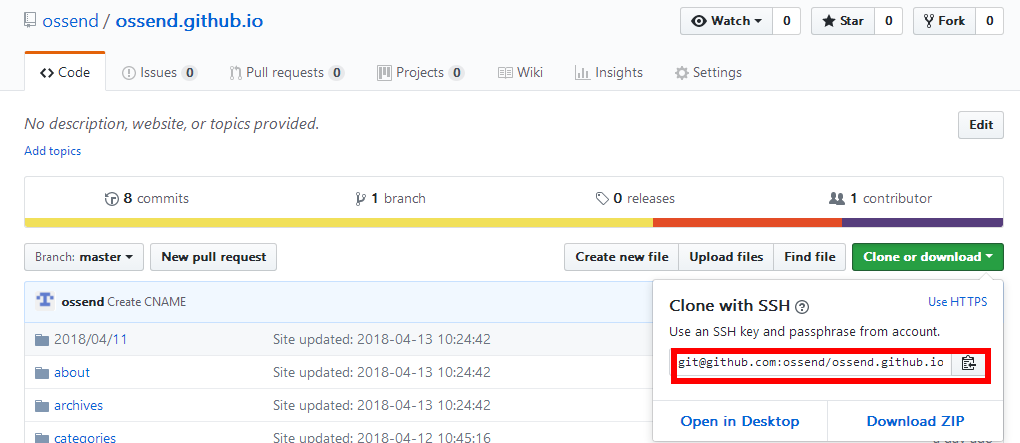 ossend / ossend.github.io
Watch 0 Star 0 Fork 0
Code Issues 0 Pull requests 0 Projects 0 Wiki Insights Settings
No description, website, or topics provided. Edit
Add topics
8 commits 1 branch 0 releases 1 contributor
Branch: master New pull request Create new file Upload files Find file Clone or download
ossend Create CNAME
2018/04/11 Site updated: 2018-04-13 10:24:42
about Site updated: 2018-04-13 10:24:42
archives Site updated: 2018-04-13 10:24:42
categories Site updated: 2018-04-12 10:45:16
Clone with SSH ? Use HTTPS
Use an SSH key and passphrase from account.
git@github.com:ossend/ossend.github.io
Open in Desktop Download ZIP